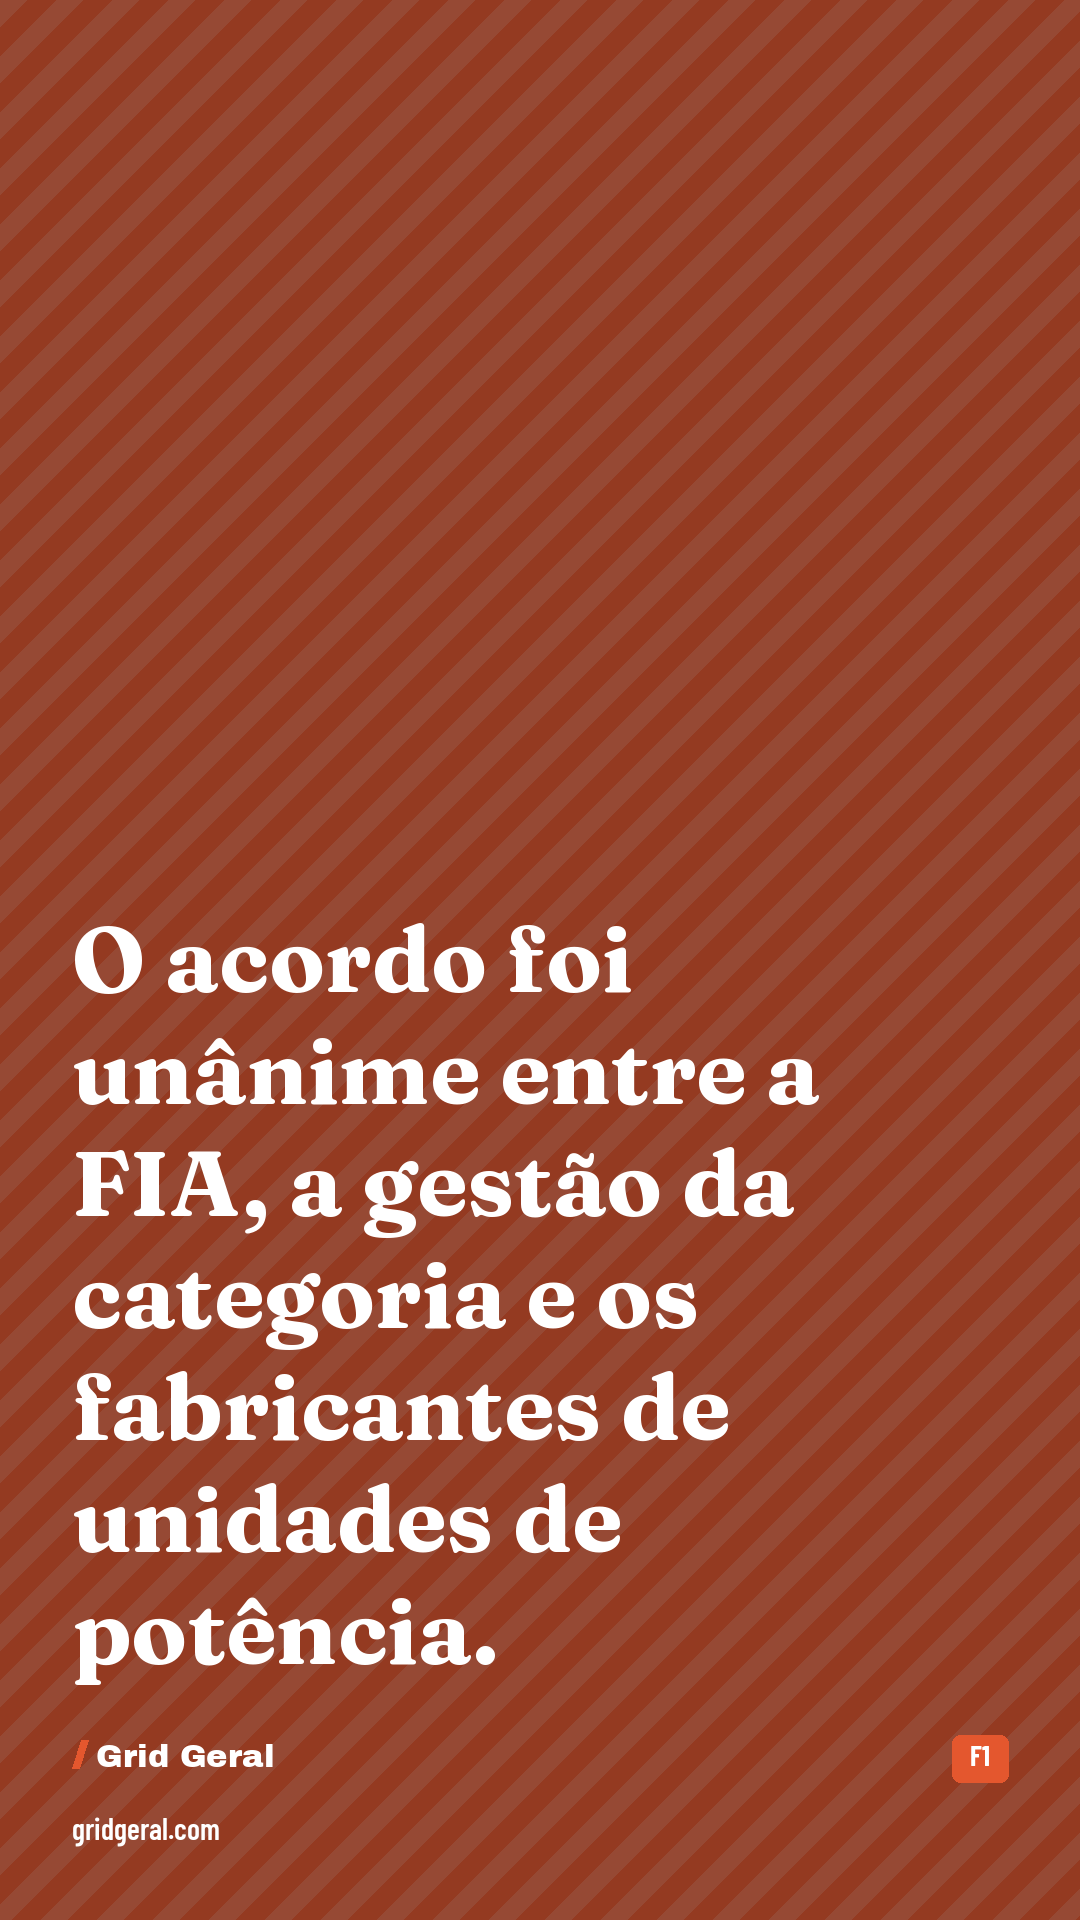 O acordo foi
unânime entre a
FIA, a gestão da
categoria e os
fabricantes de
unidades de
potência.
/ Grid Geral
F1
gridgeral.com